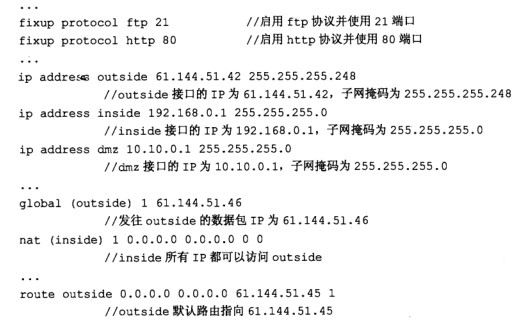 ...
fixup protocol ftp 21 //启用 ftp 协议并使用 21 端口
fixup protocol http 80 //启用 http 协议并使用 80 端口
...
ip address outside 61.144.51.42 255.255.255.248
//outside 接口的 IP 为 61.144.51.42，子网掩码为 255.255.255.248
ip address inside 192.168.0.1 255.255.255.0
//inside 接口的 IP 为 192.168.0.1，子网掩码为 255.255.255.0
ip address dmz 10.10.0.1 255.255.255.0
//dmz 接口的 IP 为 10.10.0.1，子网掩码为 255.255.255.0
...
global (outside) 1 61.144.51.46
//发往 outside 的数据包 IP 为 61.144.51.46
nat (inside) 1 0.0.0.0 0.0.0.0 0 0
//inside 所有 IP 都可以访问 outside
...
route outside 0.0.0.0 0.0.0.0 61.144.51.45 1
//outside 默认路由指向 61.144.51.45